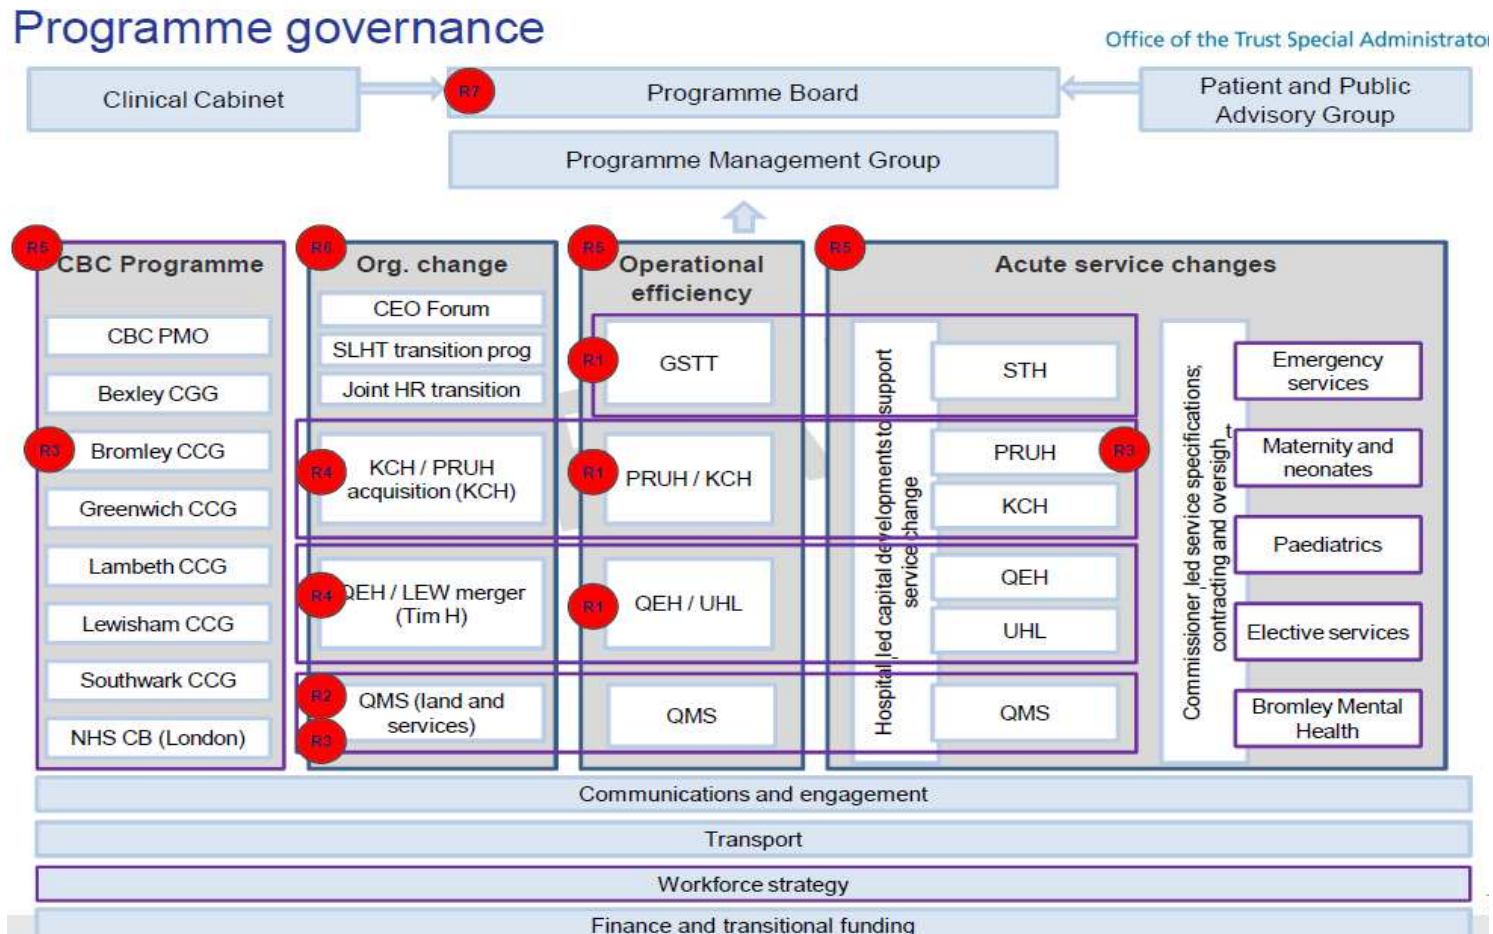 Programme governance
Office of the Trust Special Administrator
Clinical Cabinet
R7
Programme Board
Patient and Public
Advisory Group
Programme Management Group
R5
CBC Programme
CBC PMO
Bexley CGG
R3
Bromley CCG
Greenwich CCG
Lambeth CCG
Lewisham CCG
Southwark CCG
NHS CB (London)
R6
Org. change
CEO Forum
SLHT transition prog
Joint HR transition
R4
KCH / PRUH
acquisition (KCH)
R4
QEH / LEW merger
(Tim H)
R2
R3
QMS (land and
services)
R5
Operational
efficiency
R1
GSTT
R1
PRUH / KCH
R1
QEH / UHL
QMS
R5
Acute service changes
Hospital led capital developments to support
service change
STH
PRUH
R3
KCH
QEH
UHL
QMS
Commissioner led service specifications;
contracting and oversight
Emergency
services
Maternity and
neonates
Paediatrics
Elective services
Bromley Mental
Health
Communications and engagement
Transport
Workforce strategy
Finance and transitional funding